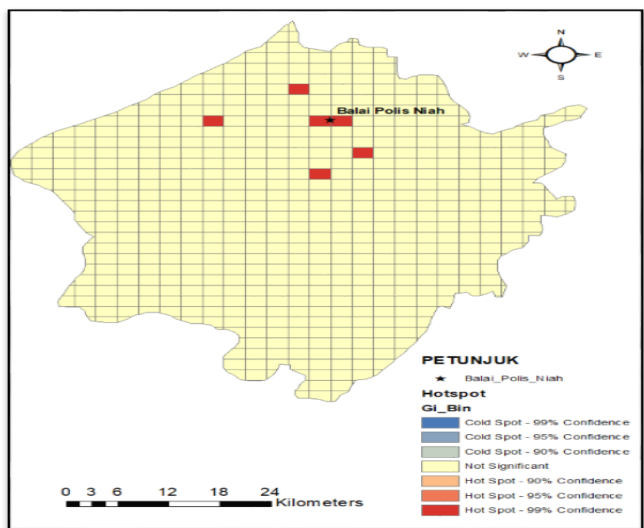 N
W E
S
Balai Polis Niah
PETUNJUK
Balai_Polis_Niah
Hotspot
Gi_Bin
Cold Spot - 99% Confidence
Cold Spot - 95% Confidence
Cold Spot - 90% Confidence
Not Significant
Hot Spot - 90% Confidence
Hot Spot - 95% Confidence
Hot Spot - 99% Confidence
0 3 6 12 18 24
Kilometers